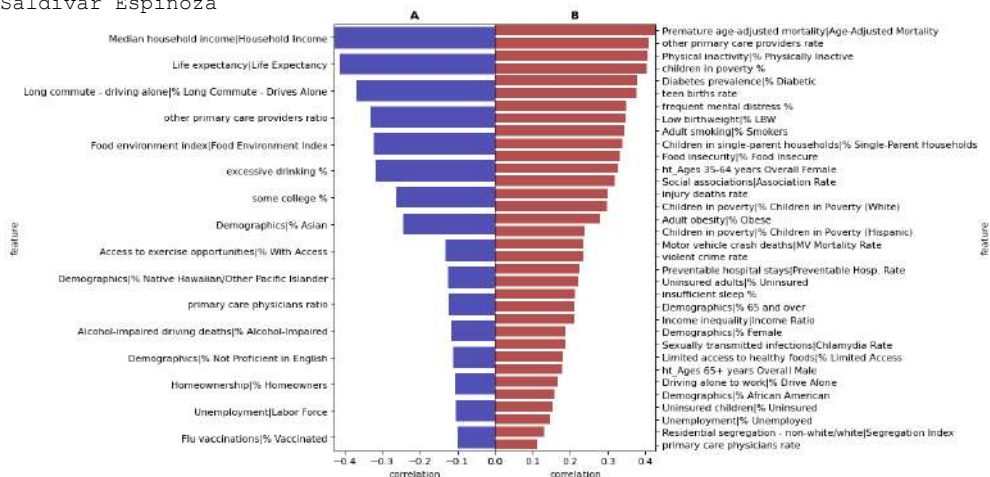 Saldivar Espinoza
A
B
Median household income|Household Income
Life expectancy|Life Expectancy
Long commute - driving alone|% Long Commute - Drives Alone
other primary care providers ratio
Food environment index|Food Environment Index
excessive drinking %
some college %
Demographics|% Asian
Access to exercise opportunities|% With Access
Demographics|% Native Hawaiian/Other Pacific Islander
primary care physicians ratio
Alcohol-impaired driving deaths|% Alcohol-Impaired
Demographics|% Not Proficient in English
Homeownership|% Homeowners
Unemployment|Labor Force
Flu vaccinations|% Vaccinated
feature
−0.4 −0.3 −0.2 −0.1 0.0
correlation
Premature age-adjusted mortality|Age-Adjusted Mortality
other primary care providers rate
Physical inactivity|% Physically Inactive
children in poverty %
Diabetes prevalence|% Diabetic
teen births rate
frequent mental distress %
Low birthweight|% LBW
Adult smoking|% Smokers
Children in single-parent households|% Single-Parent Households
Food insecurity|% Food Insecure
ht_Ages 35-64 years Overall Female
Social associations|Association Rate
injury deaths rate
Children in poverty|% Children in Poverty (White)
Adult obesity|% Obese
Children in poverty|% Children in Poverty (Hispanic)
Motor vehicle crash deaths|MV Mortality Rate
violent crime rate
Preventable hospital stays|Preventable Hosp. Rate
Uninsured adults|% Uninsured
insufficient sleep %
Demographics|% 65 and over
Income inequality|Income Ratio
Demographics|% Female
Sexually transmitted infections|Chlamydia Rate
Limited access to healthy foods|% Limited Access
ht_Ages 65+ years Overall Male
Driving alone to work|% Drive Alone
Demographics|% African American
Uninsured children|% Uninsured
Unemployment|% Unemployed
Residential segregation - non-white/white|Segregation Index
primary care physicians rate
feature
0.1 0.2 0.3 0.4
correlation